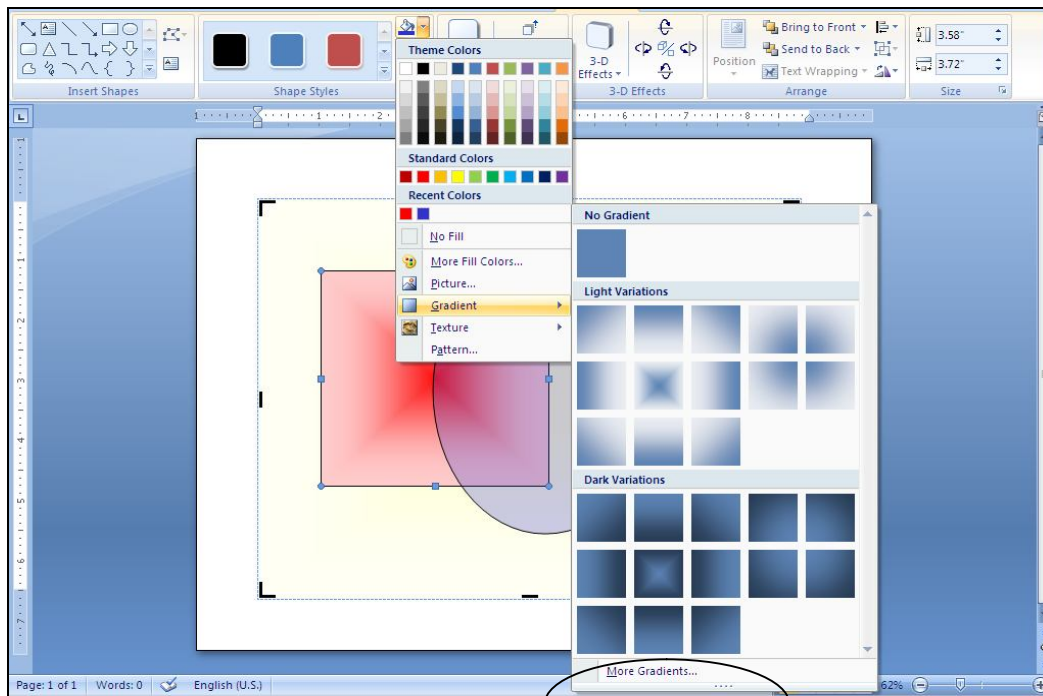 Bring to Front
Send to Back
Text Wrapping
Position
3-D
Effects
3.58"
3.72"
Insert Shapes
Shape Styles
3-D Effects
Arrange
Size
Theme Colors
Standard Colors
Recent Colors
No Fill
More Fill Colors...
Picture...
Gradient
Texture
Pattern...
No Gradient
Light Variations
Dark Variations
More Gradients...
Page: 1 of 1 Words: 0 English (U.S.) 62%